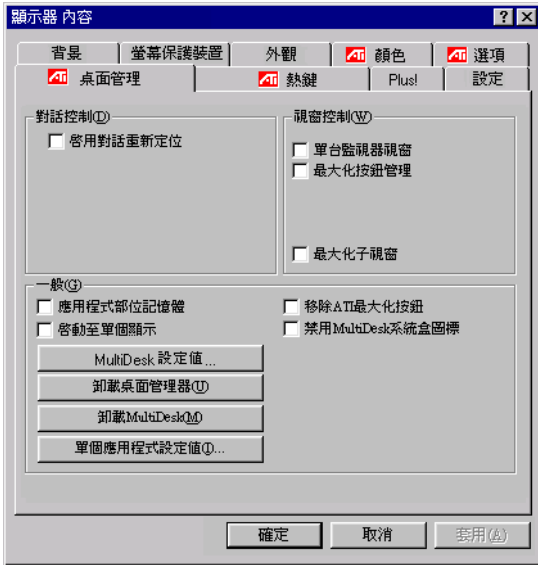 顯示器 內容
背景 螢幕保護裝置 外觀 ATI 顏色 ATI 選項
ATI 桌面管理 ATI 熱鍵 Plus! 設定
對話控制(D)
啓用對話重新定位
視窗控制(W)
單台監視器視窗
最大化按鈕管理
最大化子視窗
一般(G)
應用程式部位記憶體
啓動至單個顯示
移除ATI最大化按鈕
禁用MultiDesk系統盒圖標
MultiDesk 設定值...
卸載桌面管理器(U)
卸載MultiDesk(M)
單個應用程式設定值(I)...
確定 取消 套用(A)